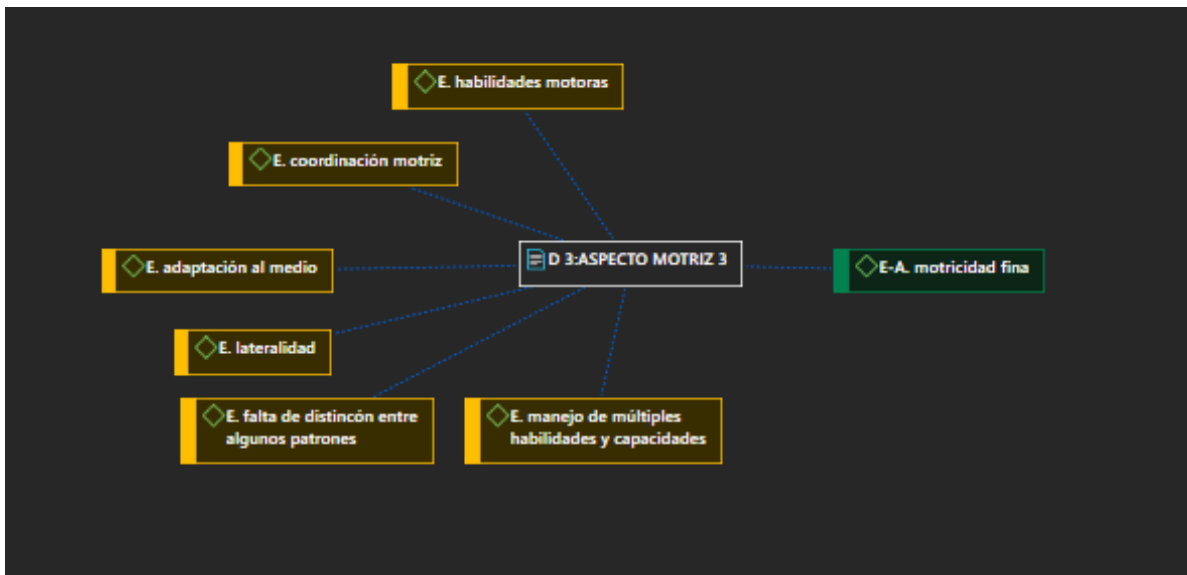 E. habilidades motoras
E. coordinación motriz
D 3:ASPECTO MOTRIZ 3
E. adaptación al medio
E-A. motricidad fina
E. lateralidad
E. falta de distincón entre
algunos patrones
E. manejo de múltiples
habilidades y capacidades